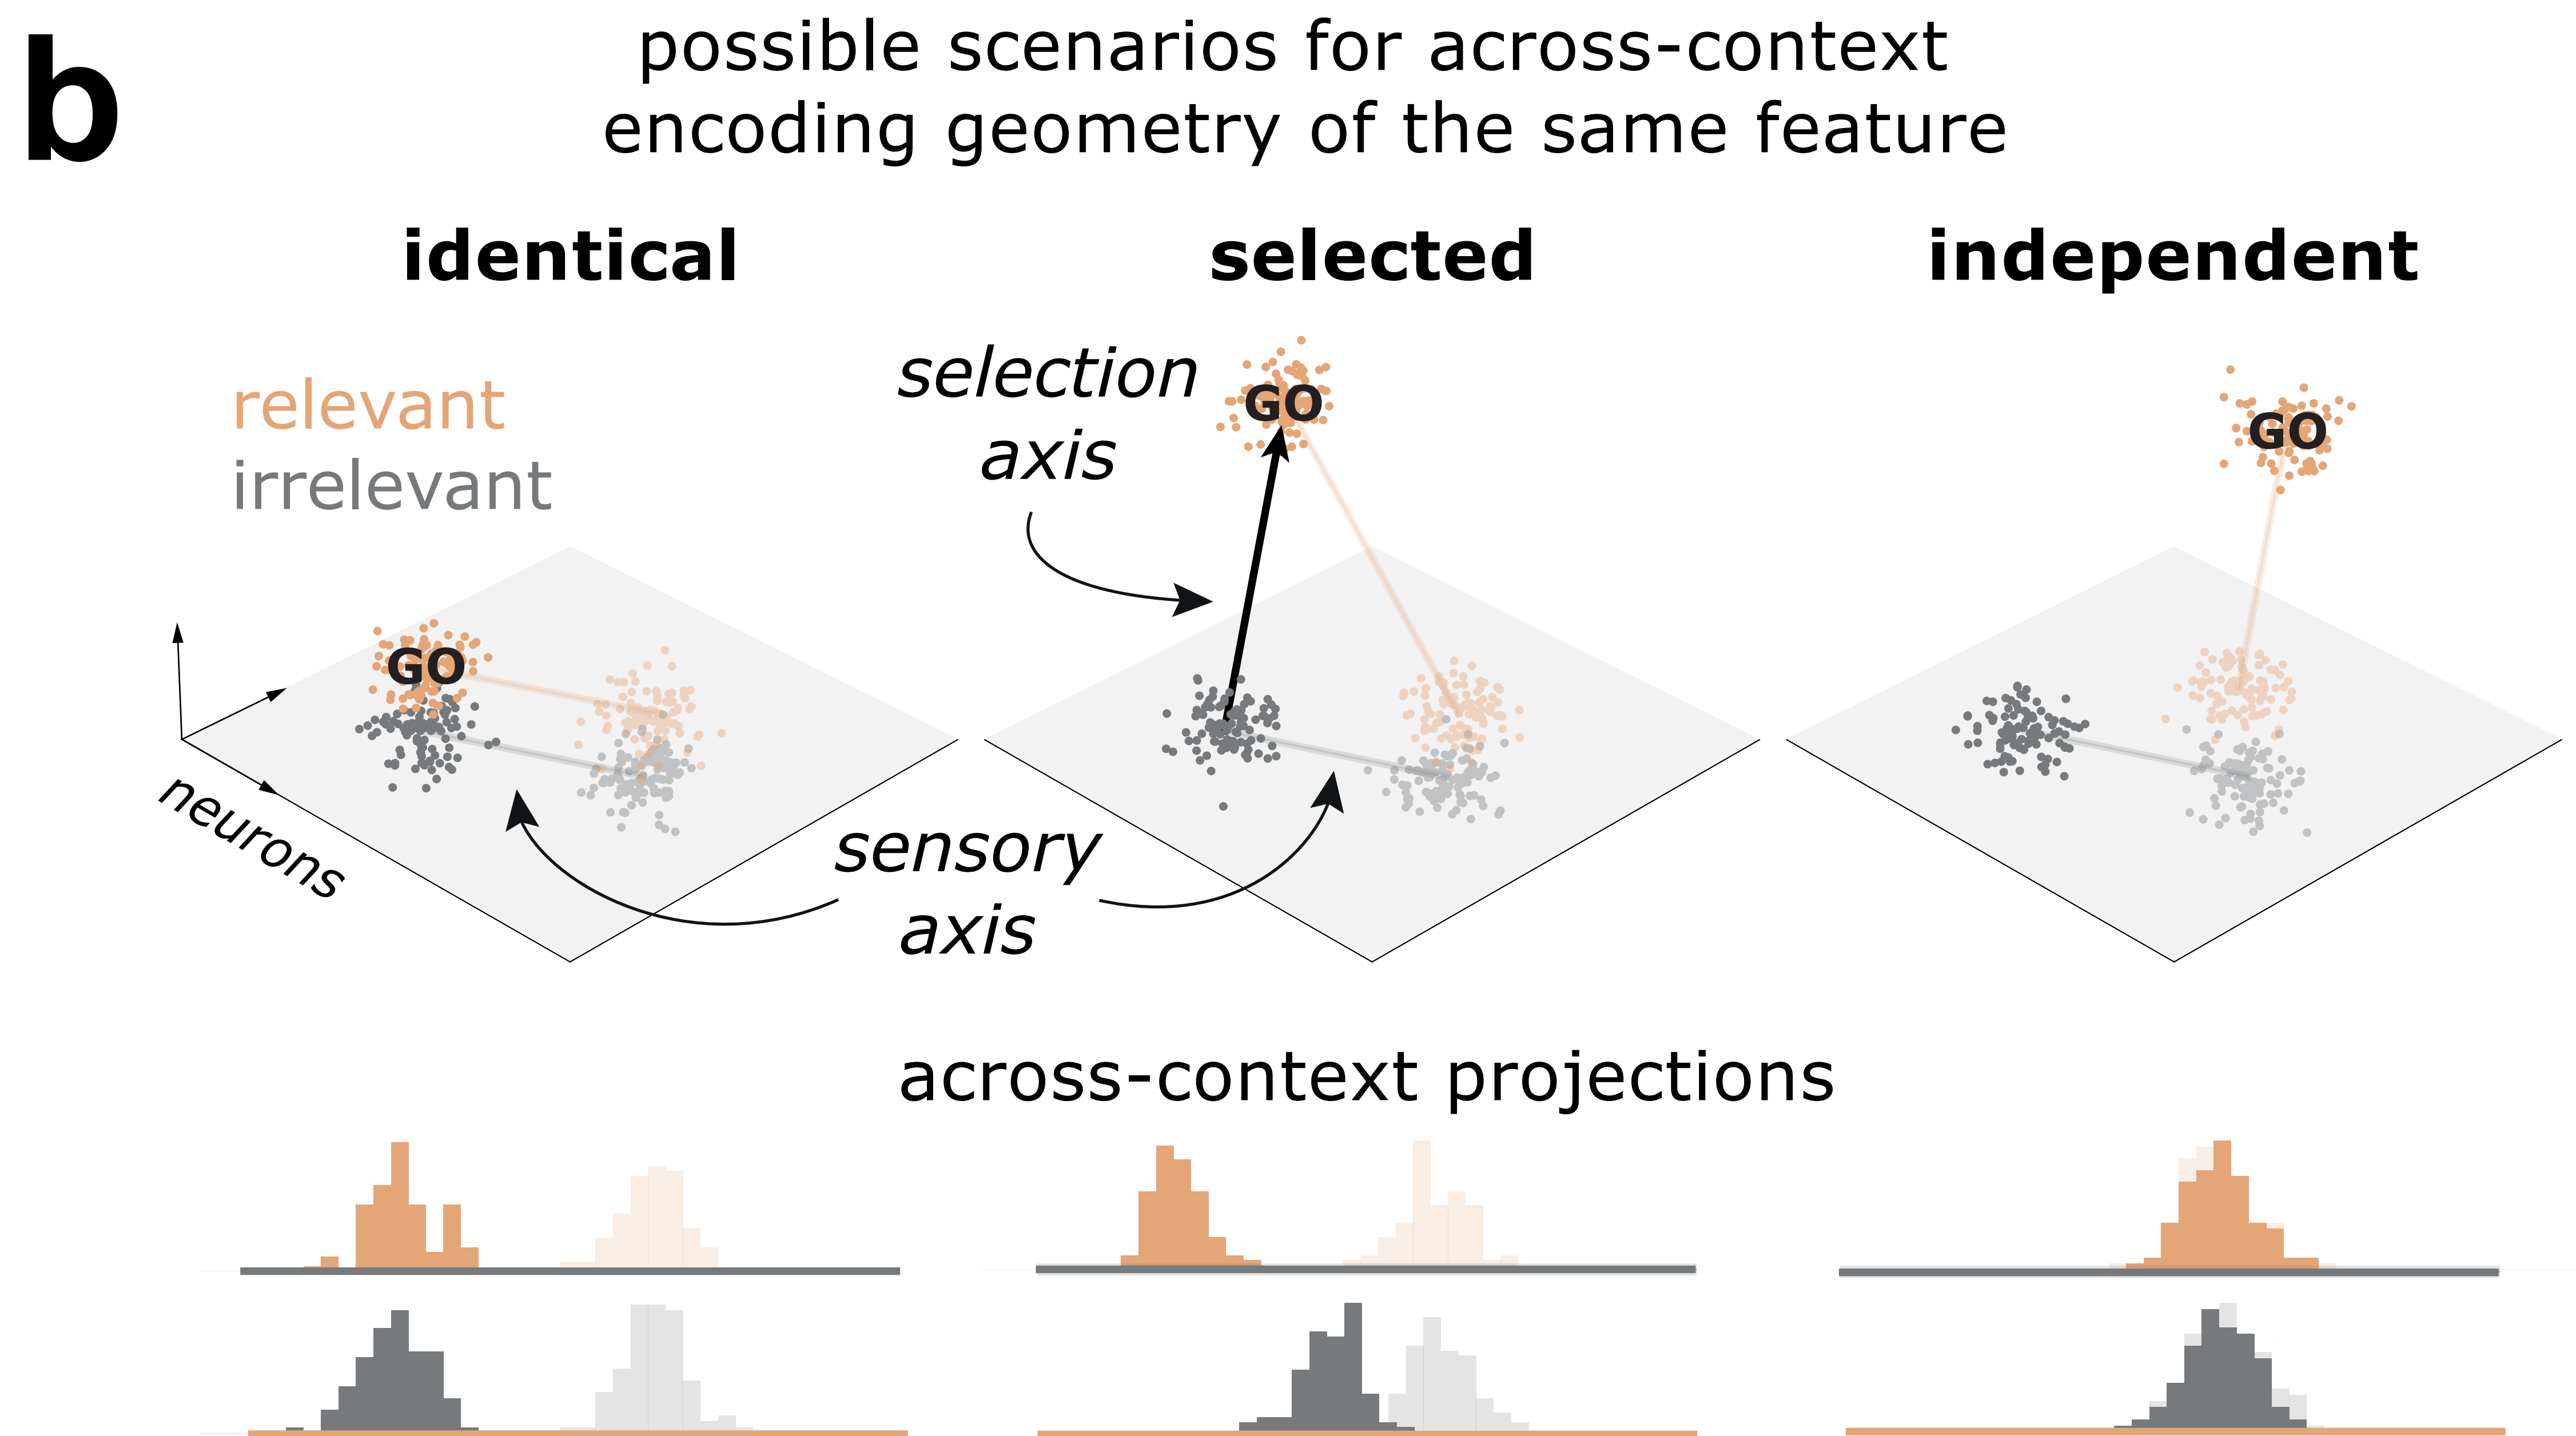 b
possible scenarios for across-context
encoding geometry of the same feature
identical
selected
independent
relevant
irrelevant
selection
axis
GO
GO
GO
neurons
sensory
axis
across-context projections